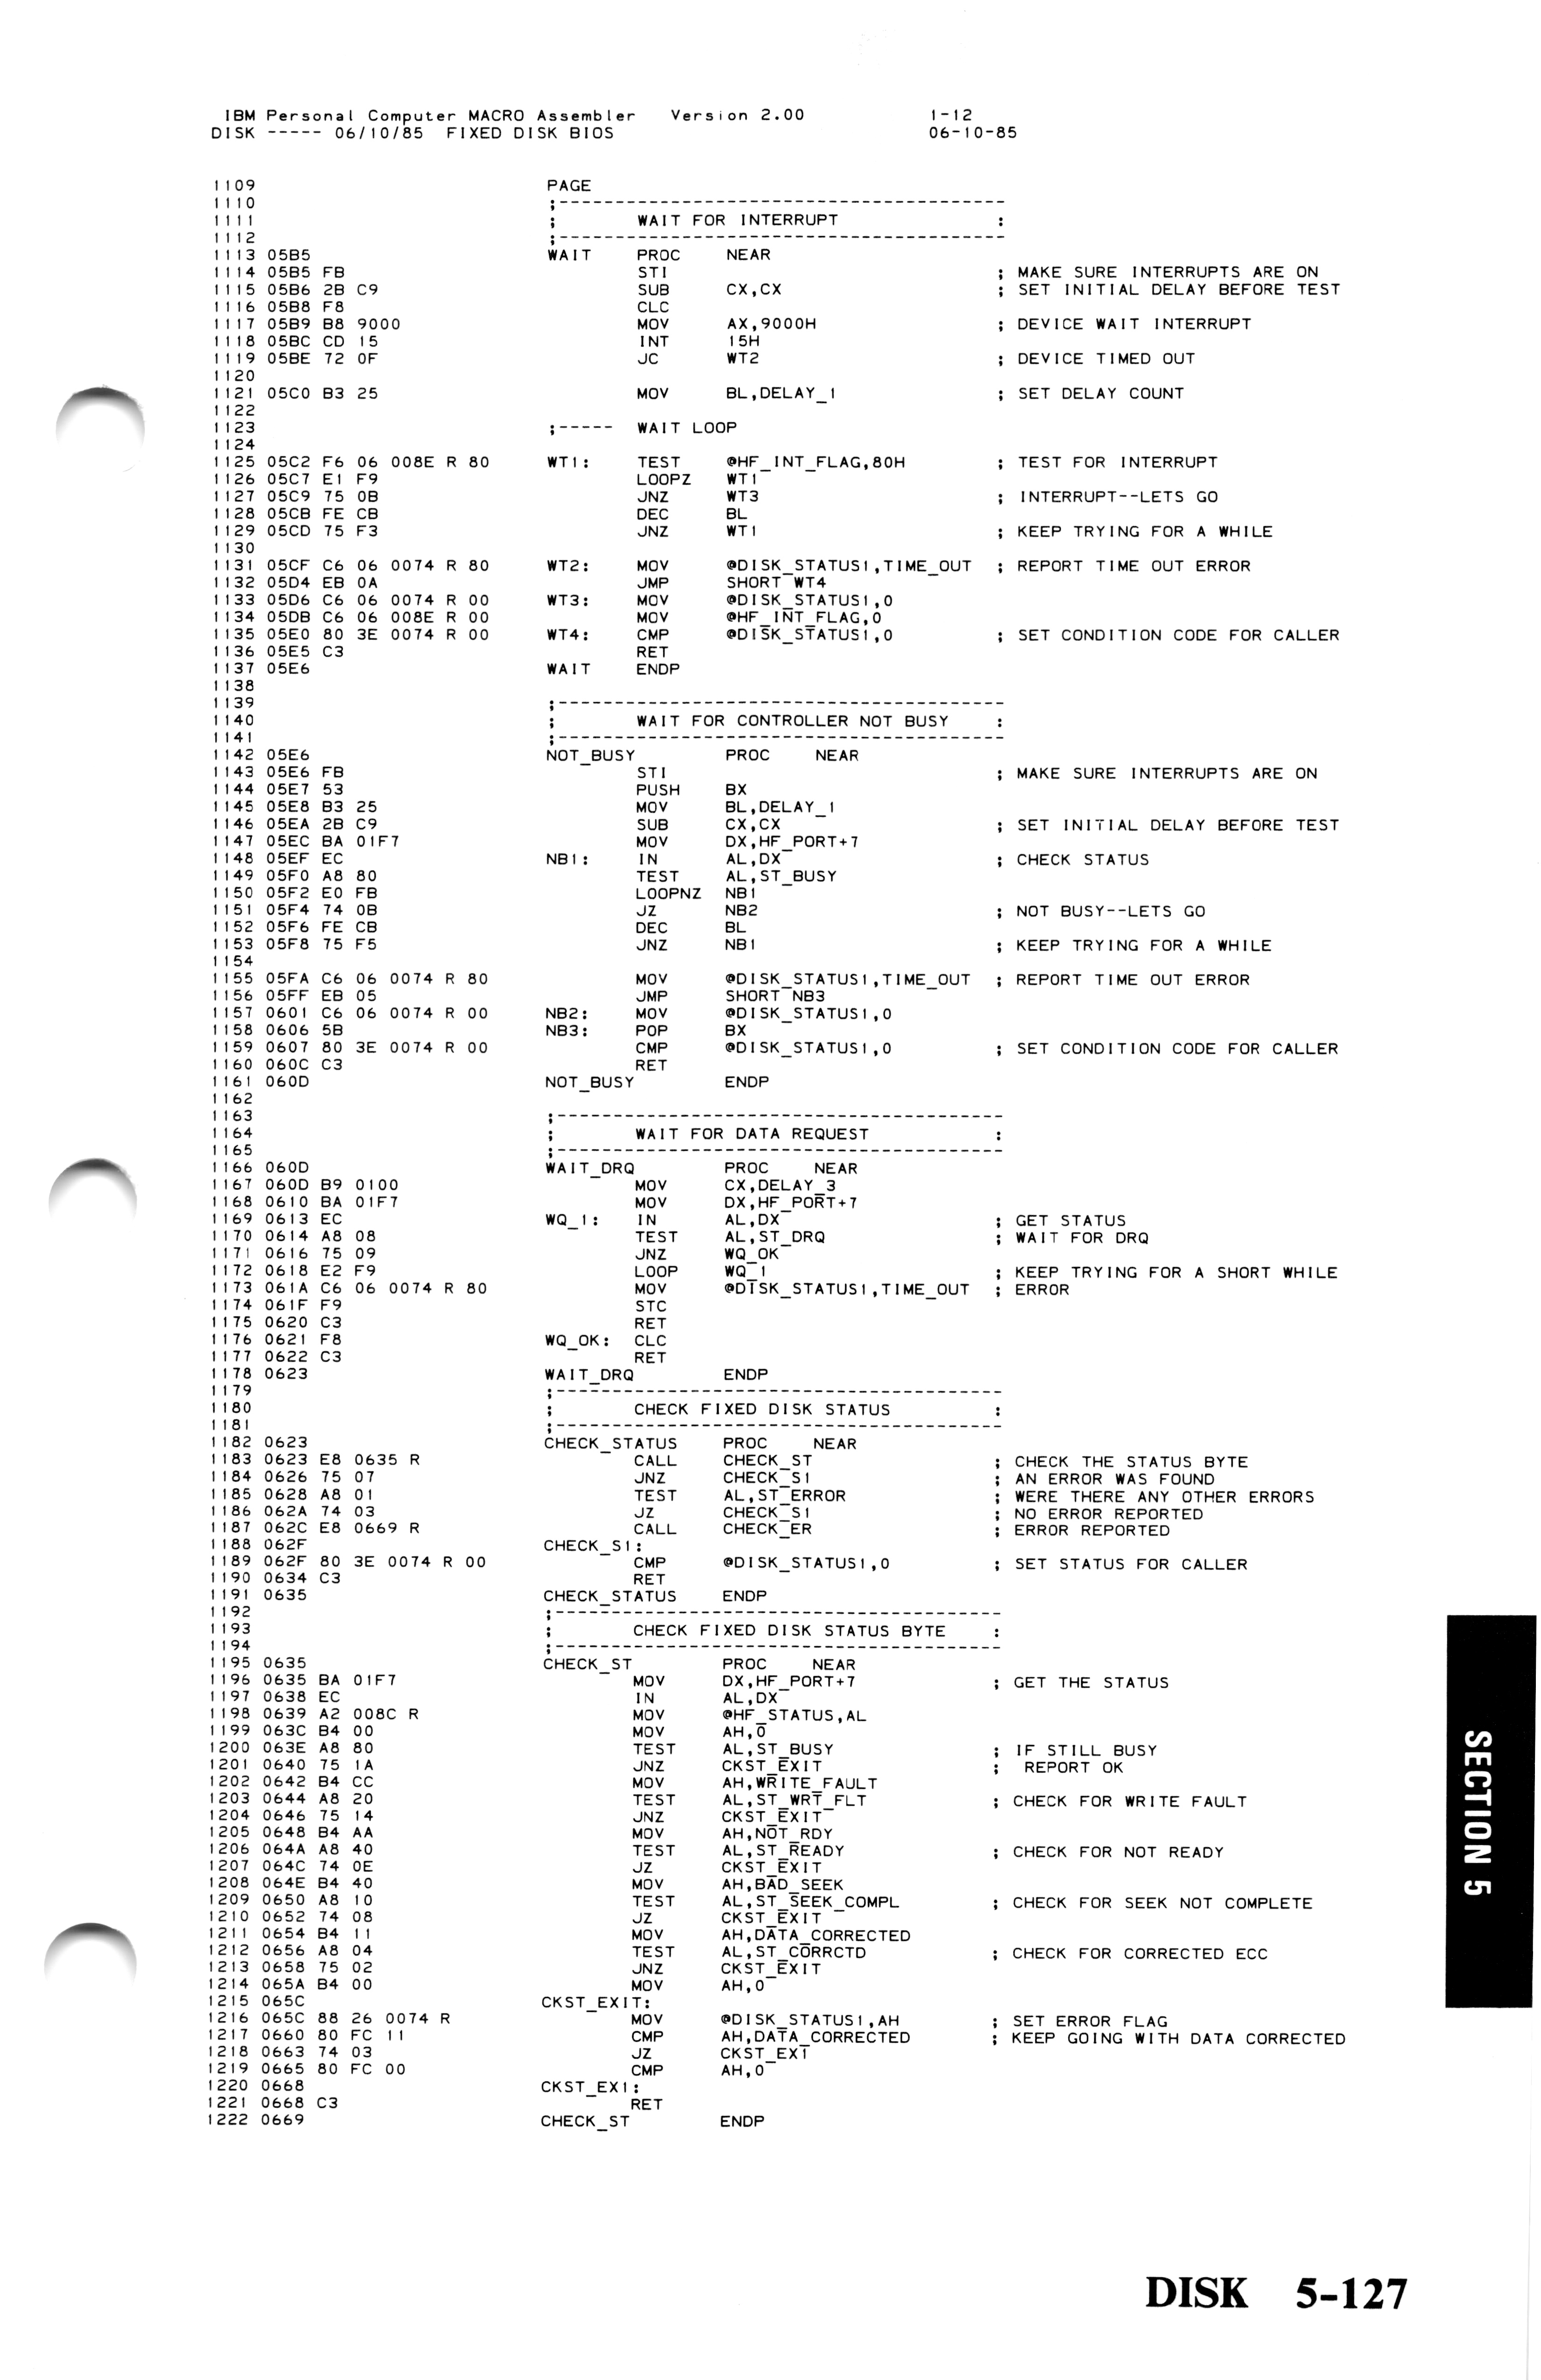 IBM Personal Computer MACRO Assembler   Version 2.00              1-12
DISK ----- 06/10/85  FIXED DISK BIOS                              06-10-85
1109                               PAGE
1110                               ;----------------------------------------
1111                               ;        WAIT FOR INTERRUPT              :
1112                               ;----------------------------------------
1113 05B5                          WAIT    PROC    NEAR
1114 05B5 FB                               STI                     ; MAKE SURE INTERRUPTS ARE ON
1115 05B6 2B C9                            SUB     CX,CX           ; SET INITIAL DELAY BEFORE TEST
1116 05B8 F8                               CLC
1117 05B9 B8 9000                          MOV     AX,9000H        ; DEVICE WAIT INTERRUPT
1118 05BC CD 15                            INT     15H
1119 05BE 72 0F                            JC      WT2             ; DEVICE TIMED OUT
1120
1121 05C0 B3 25                            MOV     BL,DELAY_1      ; SET DELAY COUNT
1122
1123                               ;-----  WAIT LOOP
1124
1125 05C2 F6 06 008E R 80          WT1:    TEST    @HF_INT_FLAG,80H        ; TEST FOR INTERRUPT
1126 05C7 E1 F9                            LOOPZ   WT1
1127 05C9 75 0B                            JNZ     WT3             ; INTERRUPT--LETS GO
1128 05CB FE CB                            DEC     BL
1129 05CD 75 F3                            JNZ     WT1             ; KEEP TRYING FOR A WHILE
1130
1131 05CF C6 06 0074 R 80          WT2:    MOV     @DISK_STATUS1,TIME_OUT  ; REPORT TIME OUT ERROR
1132 05D4 EB 0A                            JMP     SHORT WT4
1133 05D6 C6 06 0074 R 00          WT3:    MOV     @DISK_STATUS1,0
1134 05DB C6 06 008E R 00                  MOV     @HF_INT_FLAG,0
1135 05E0 80 3E 0074 R 00          WT4:    CMP     @DISK_STATUS1,0         ; SET CONDITION CODE FOR CALLER
1136 05E5 C3                               RET
1137 05E6                          WAIT    ENDP
1138
1139                               ;----------------------------------------
1140                               ;        WAIT FOR CONTROLLER NOT BUSY    :
1141                               ;----------------------------------------
1142 05E6                          NOT_BUSY        PROC    NEAR
1143 05E6 FB                               STI                     ; MAKE SURE INTERRUPTS ARE ON
1144 05E7 53                               PUSH    BX
1145 05E8 B3 25                            MOV     BL,DELAY_1
1146 05EA 2B C9                            SUB     CX,CX           ; SET INITIAL DELAY BEFORE TEST
1147 05EC BA 01F7                          MOV     DX,HF_PORT+7
1148 05EF EC                       NB1:    IN      AL,DX           ; CHECK STATUS
1149 05F0 A8 80                            TEST    AL,ST_BUSY
1150 05F2 E0 FB                            LOOPNZ  NB1
1151 05F4 74 0B                            JZ      NB2             ; NOT BUSY--LETS GO
1152 05F6 FE CB                            DEC     BL
1153 05F8 75 F5                            JNZ     NB1             ; KEEP TRYING FOR A WHILE
1154
1155 05FA C6 06 0074 R 80                  MOV     @DISK_STATUS1,TIME_OUT  ; REPORT TIME OUT ERROR
1156 05FF EB 05                            JMP     SHORT NB3
1157 0601 C6 06 0074 R 00          NB2:    MOV     @DISK_STATUS1,0
1158 0606 5B                       NB3:    POP     BX
1159 0607 80 3E 0074 R 00                  CMP     @DISK_STATUS1,0         ; SET CONDITION CODE FOR CALLER
1160 060C C3                               RET
1161 060D                          NOT_BUSY        ENDP
1162
1163                               ;----------------------------------------
1164                               ;        WAIT FOR DATA REQUEST           :
1165                               ;----------------------------------------
1166 060D                          WAIT_DRQ        PROC    NEAR
1167 060D B9 0100                          MOV     CX,DELAY_3
1168 0610 BA 01F7                          MOV     DX,HF_PORT+7
1169 0613 EC                       WQ_1:   IN      AL,DX           ; GET STATUS
1170 0614 A8 08                            TEST    AL,ST_DRQ       ; WAIT FOR DRQ
1171 0616 75 09                            JNZ     WQ_OK
1172 0618 E2 F9                            LOOP    WQ_1            ; KEEP TRYING FOR A SHORT WHILE
1173 061A C6 06 0074 R 80                  MOV     @DISK_STATUS1,TIME_OUT  ; ERROR
1174 061F F9                               STC
1175 0620 C3                               RET
1176 0621 F8                       WQ_OK:  CLC
1177 0622 C3                               RET
1178 0623                          WAIT_DRQ        ENDP
1179                               ;----------------------------------------
1180                               ;        CHECK FIXED DISK STATUS         :
1181                               ;----------------------------------------
1182 0623                          CHECK_STATUS    PROC    NEAR
1183 0623 E8 0635 R                        CALL    CHECK_ST        ; CHECK THE STATUS BYTE
1184 0626 75 07                            JNZ     CHECK_S1        ; AN ERROR WAS FOUND
1185 0628 A8 01                            TEST    AL,ST_ERROR     ; WERE THERE ANY OTHER ERRORS
1186 062A 74 03                            JZ      CHECK_S1        ; NO ERROR REPORTED
1187 062C E8 0669 R                        CALL    CHECK_ER        ; ERROR REPORTED
1188 062F                          CHECK_S1:
1189 062F 80 3E 0074 R 00                  CMP     @DISK_STATUS1,0         ; SET STATUS FOR CALLER
1190 0634 C3                               RET
1191 0635                          CHECK_STATUS    ENDP
1192                               ;----------------------------------------
1193                               ;        CHECK FIXED DISK STATUS BYTE    :
1194                               ;----------------------------------------
1195 0635                          CHECK_ST        PROC    NEAR
1196 0635 BA 01F7                          MOV     DX,HF_PORT+7    ; GET THE STATUS
1197 0638 EC                               IN      AL,DX
1198 0639 A2 008C R                        MOV     @HF_STATUS,AL
1199 063C B4 00                            MOV     AH,0
1200 063E A8 80                            TEST    AL,ST_BUSY      ; IF STILL BUSY
1201 0640 75 1A                            JNZ     CKST_EXIT       ;  REPORT OK
1202 0642 B4 CC                            MOV     AH,WRITE_FAULT
1203 0644 A8 20                            TEST    AL,ST_WRT_FLT   ; CHECK FOR WRITE FAULT
1204 0646 75 14                            JNZ     CKST_EXIT
1205 0648 B4 AA                            MOV     AH,NOT_RDY
1206 064A A8 40                            TEST    AL,ST_READY     ; CHECK FOR NOT READY
1207 064C 74 0E                            JZ      CKST_EXIT
1208 064E B4 40                            MOV     AH,BAD_SEEK
1209 0650 A8 10                            TEST    AL,ST_SEEK_COMPL        ; CHECK FOR SEEK NOT COMPLETE
1210 0652 74 08                            JZ      CKST_EXIT
1211 0654 B4 11                            MOV     AH,DATA_CORRECTED
1212 0656 A8 04                            TEST    AL,ST_CORRCTD   ; CHECK FOR CORRECTED ECC
1213 0658 75 02                            JNZ     CKST_EXIT
1214 065A B4 00                            MOV     AH,0
1215 065C                          CKST_EXIT:
1216 065C 88 26 0074 R                     MOV     @DISK_STATUS1,AH        ; SET ERROR FLAG
1217 0660 80 FC 11                         CMP     AH,DATA_CORRECTED       ; KEEP GOING WITH DATA CORRECTED
1218 0663 74 03                            JZ      CKST_EX1
1219 0665 80 FC 00                         CMP     AH,0
1220 0668                          CKST_EX1:
1221 0668 C3                               RET
1222 0669                          CHECK_ST        ENDP
SECTION 5
DISK 5-127